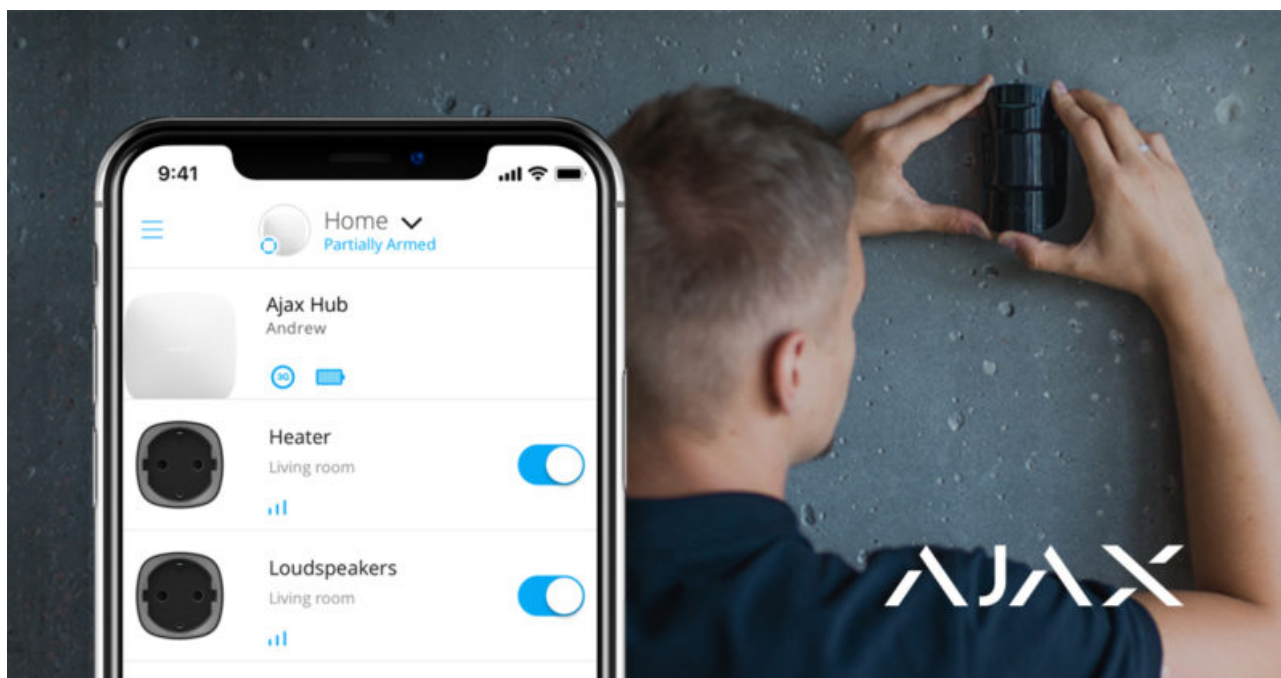 9:41
Home
Partially Armed
Ajax Hub
Andrew
3G
Heater
Living room
Loudspeakers
Living room
AJAX